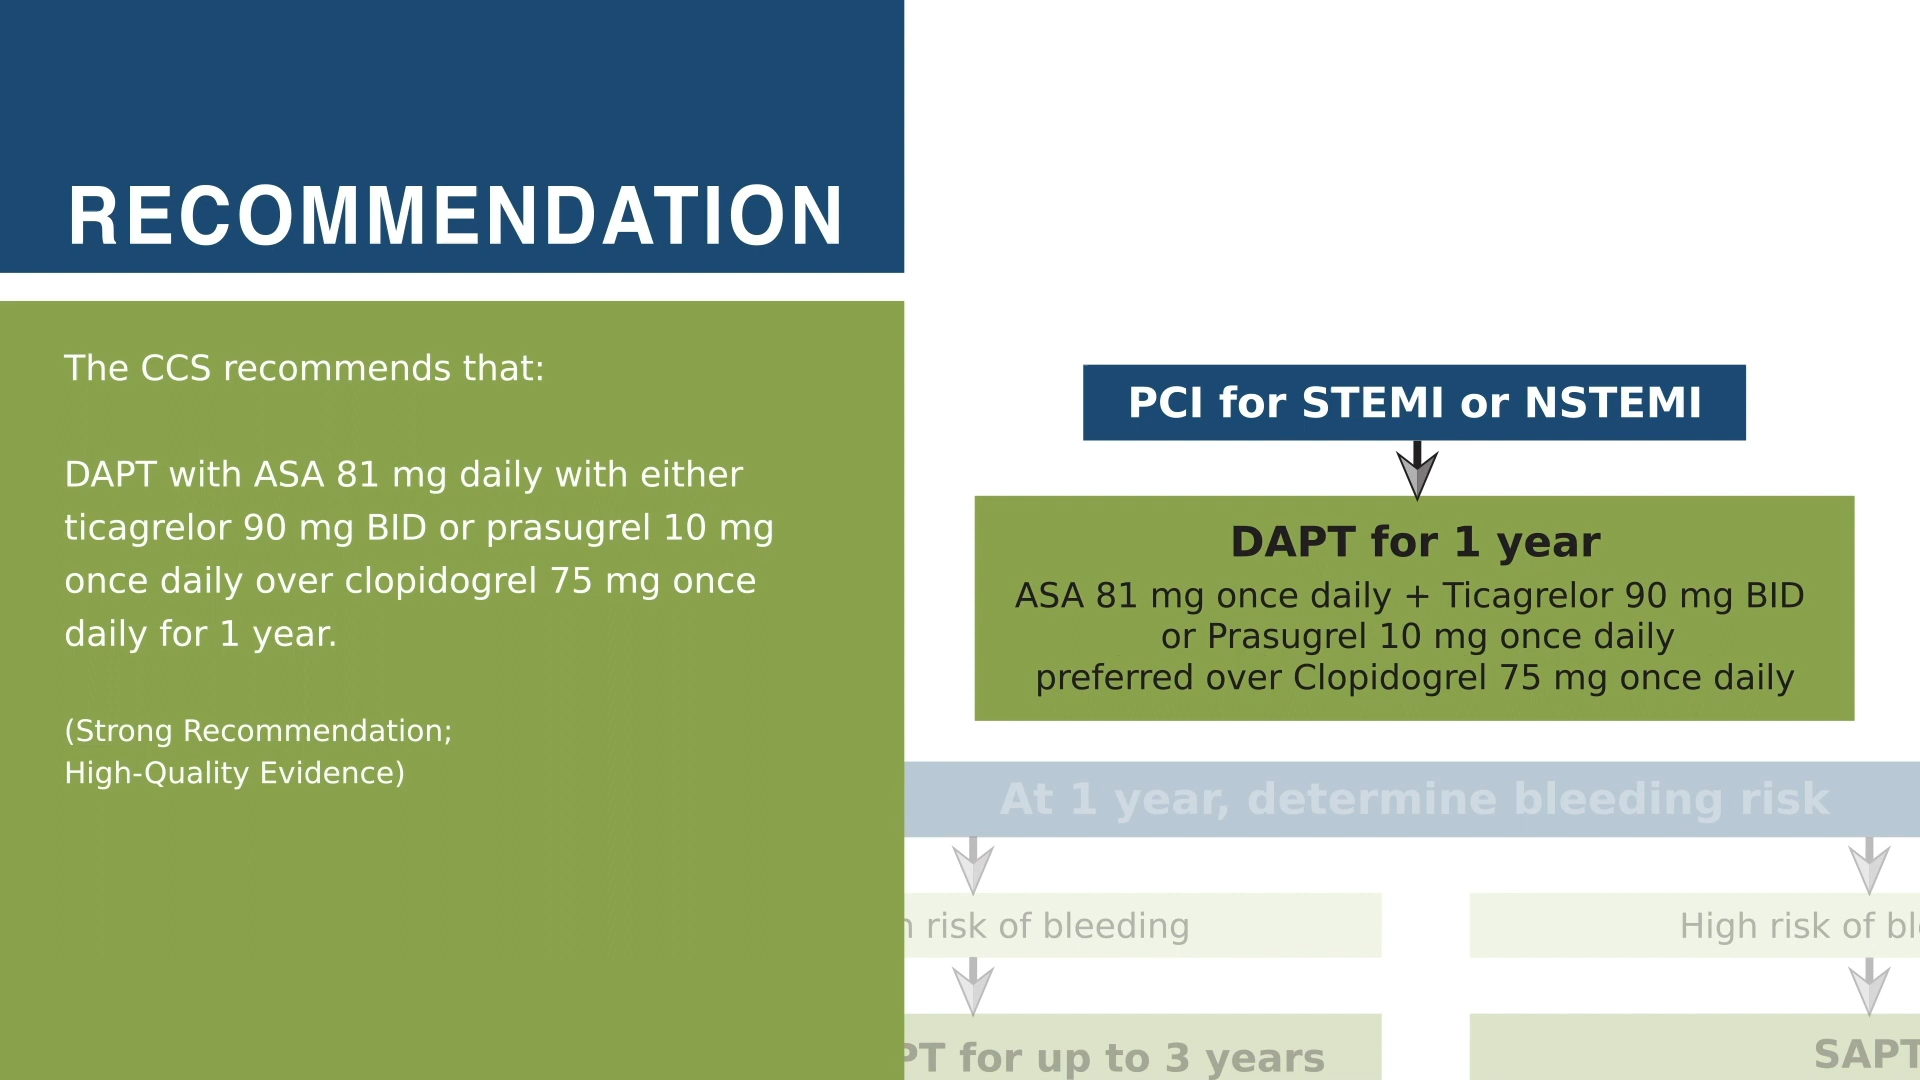 RECOMMENDATION
The CCS recommends that:
DAPT with ASA 81 mg daily with either
ticagrelor 90 mg BID or prasugrel 10 mg
once daily over clopidogrel 75 mg once
daily for 1 year.
(Strong Recommendation;
High-Quality Evidence)
PCI for STEMI or NSTEMI
DAPT for 1 year
ASA 81 mg once daily + Ticagrelor 90 mg BID
or Prasugrel 10 mg once daily
preferred over Clopidogrel 75 mg once daily
At 1 year, determine bleeding risk
risk of bleeding
High risk of
for up to 3 years
SAPT